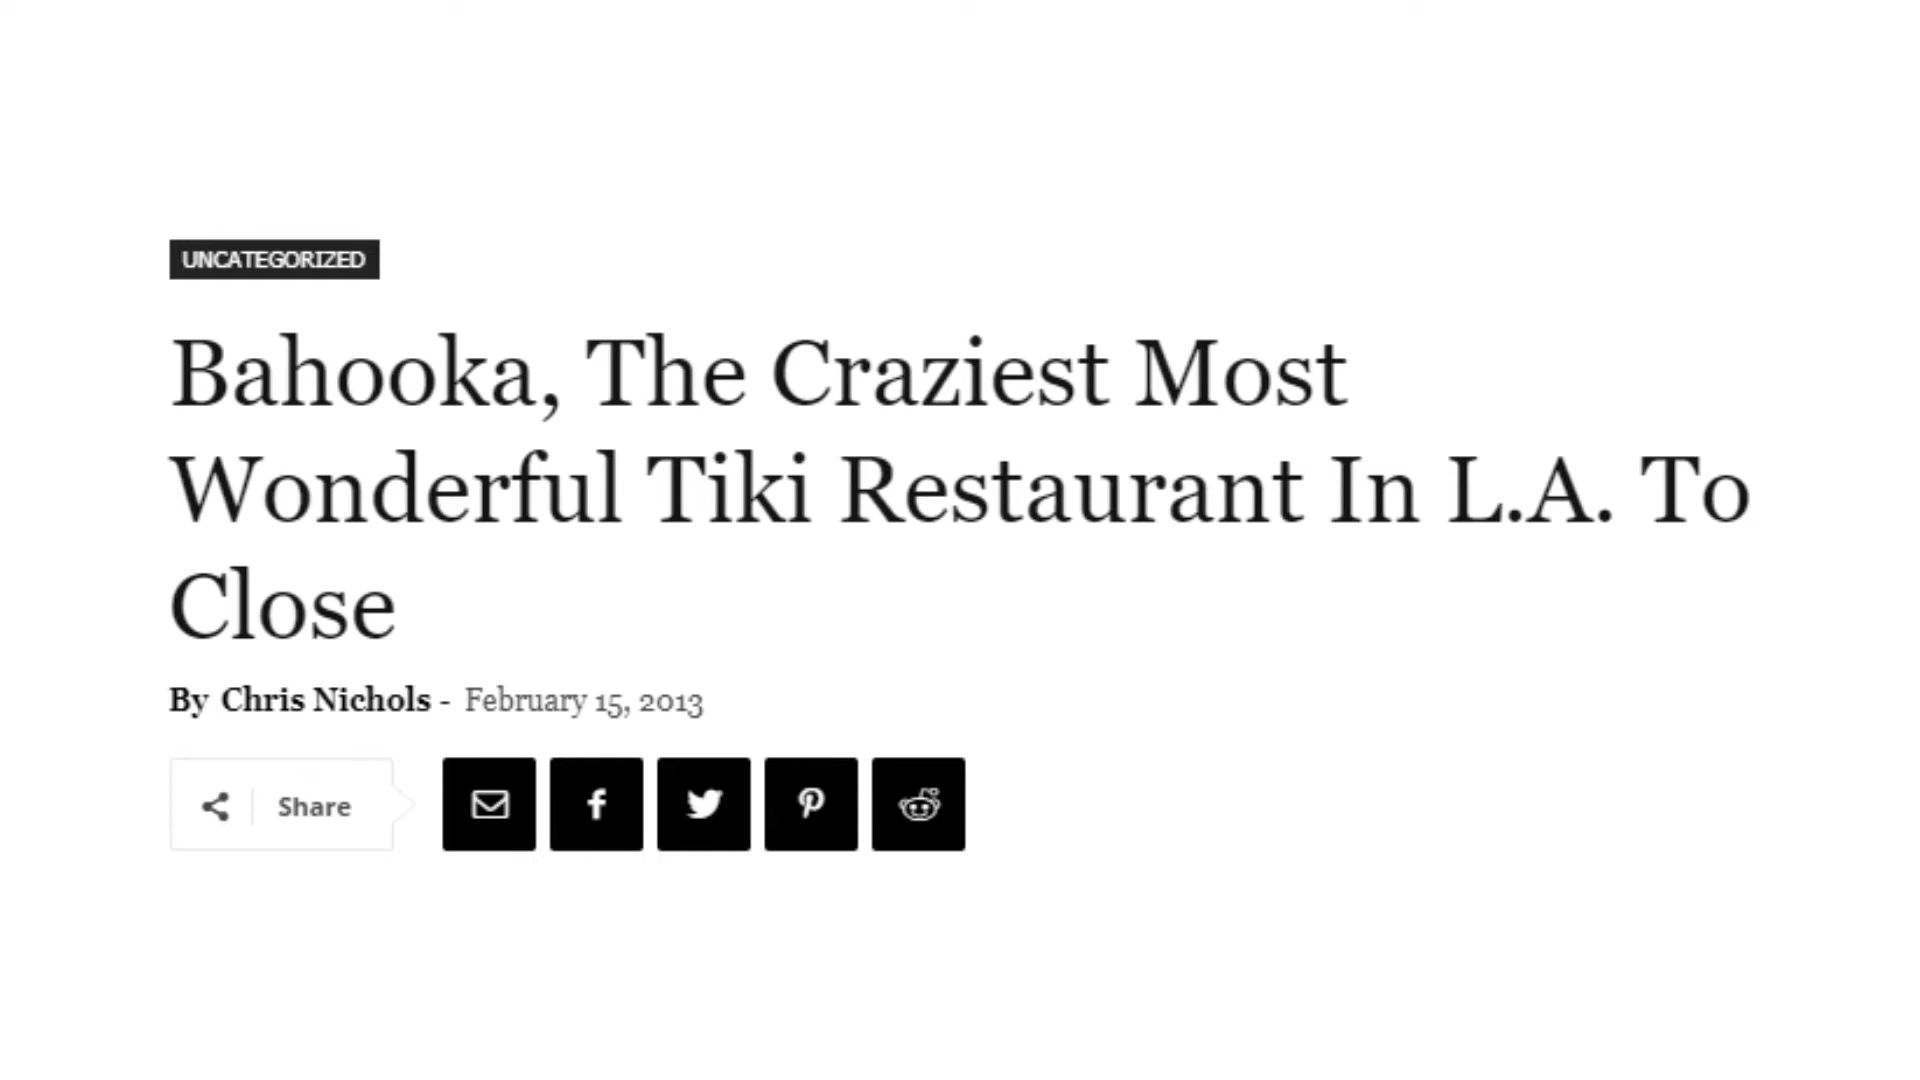 UNCATEGORIZED
Bahooka, The Craziest Most
Wonderful Tiki Restaurant In L.A. To
Close
By Chris Nichols - February 15, 2013
Share